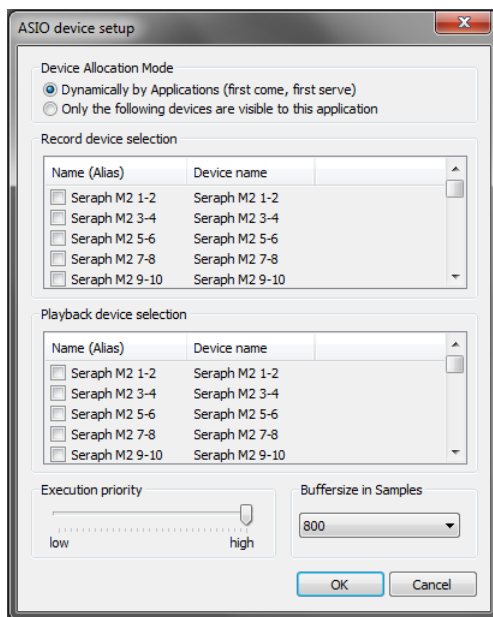 ASIO device setup
Device Allocation Mode
Dynamically by Applications (first come, first serve)
Only the following devices are visible to this application
Record device selection
Name (Alias) Device name
Seraph M2 1-2 Seraph M2 1-2
Seraph M2 3-4 Seraph M2 3-4
Seraph M2 5-6 Seraph M2 5-6
Seraph M2 7-8 Seraph M2 7-8
Seraph M2 9-10 Seraph M2 9-10
Playback device selection
Name (Alias) Device name
Seraph M2 1-2 Seraph M2 1-2
Seraph M2 3-4 Seraph M2 3-4
Seraph M2 5-6 Seraph M2 5-6
Seraph M2 7-8 Seraph M2 7-8
Seraph M2 9-10 Seraph M2 9-10
Execution priority
low high
Buffersize in Samples
800
OK Cancel